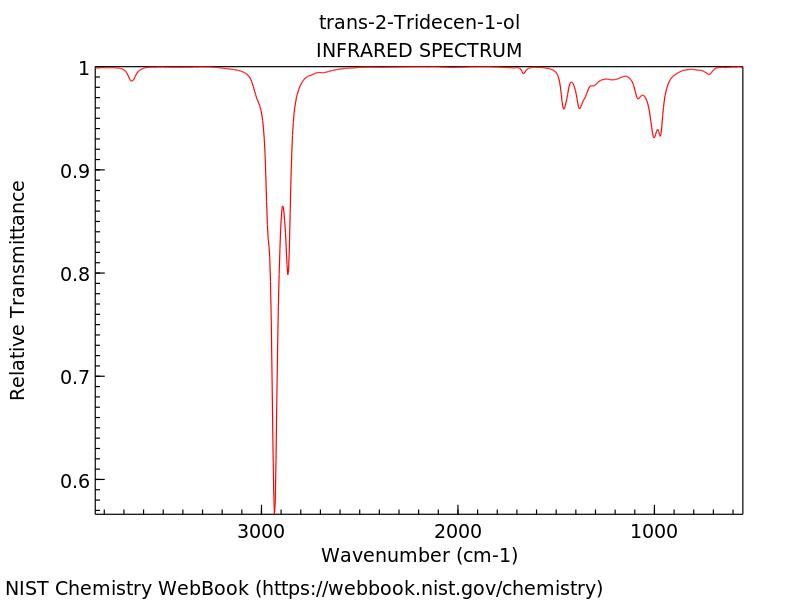 trans-2-Tridecen-1-ol
INFRARED SPECTRUM
1
0.9
0.8
0.7
0.6
Relative Transmittance
3000 2000 1000
Wavenumber (cm-1)
NIST Chemistry WebBook (https://webbook.nist.gov/chemistry)